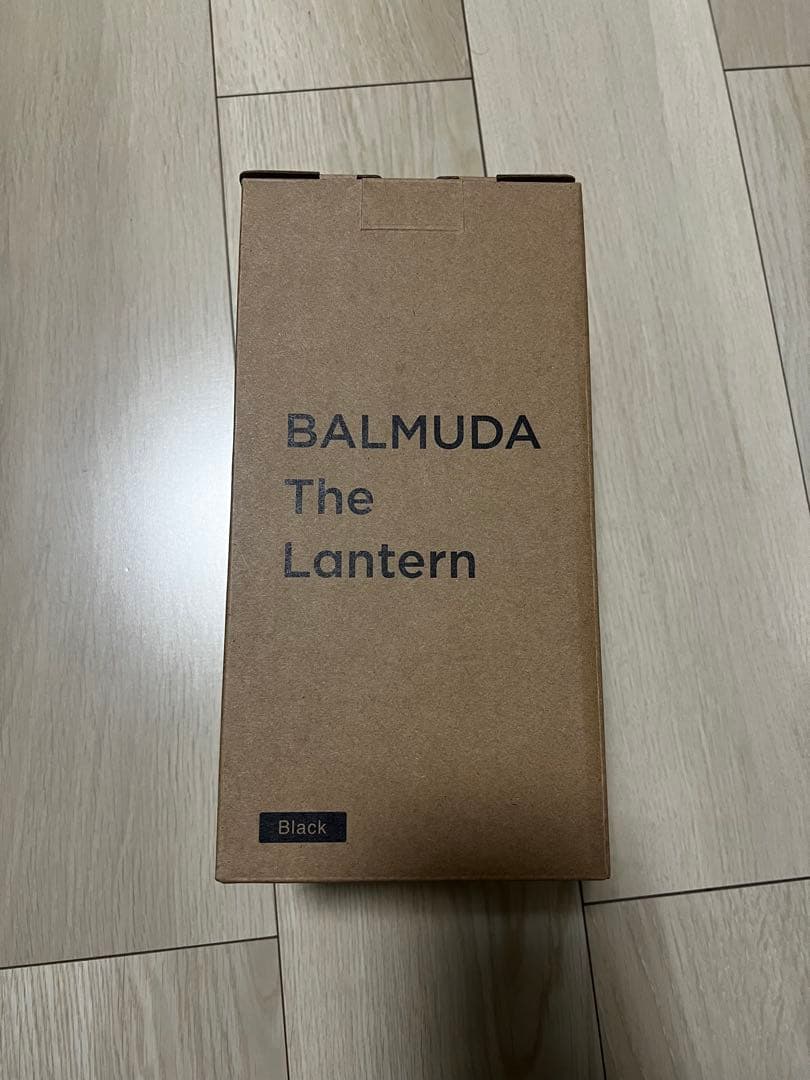 BALMUDA
The
Lantern
Black